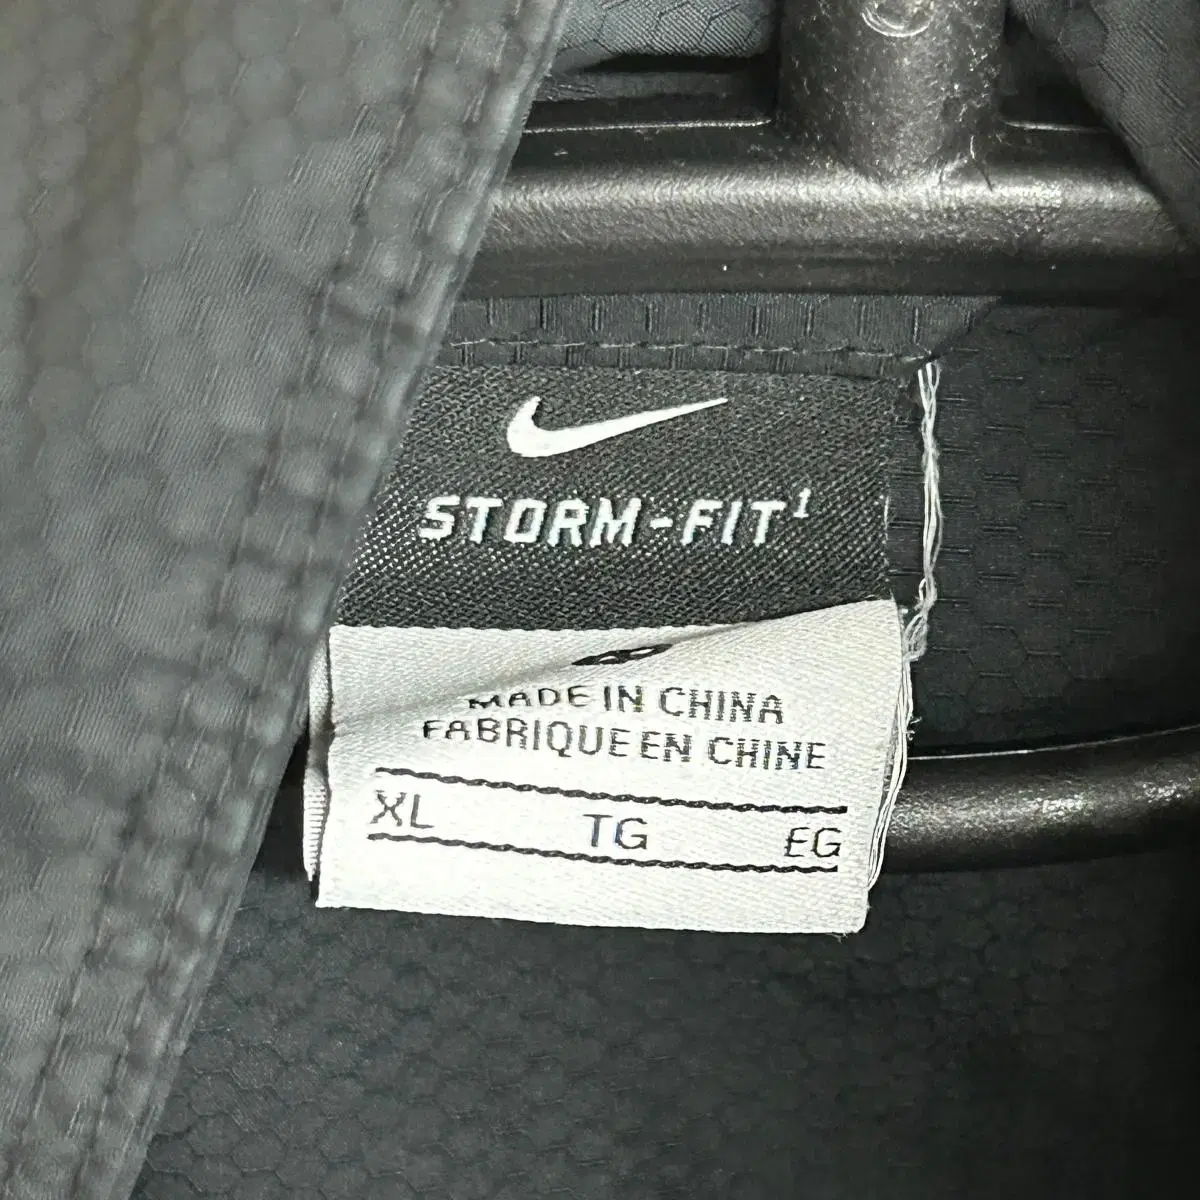 STORM-FIT¹
MADE IN CHINA
FABRIQUE EN CHINE
XL TG EG